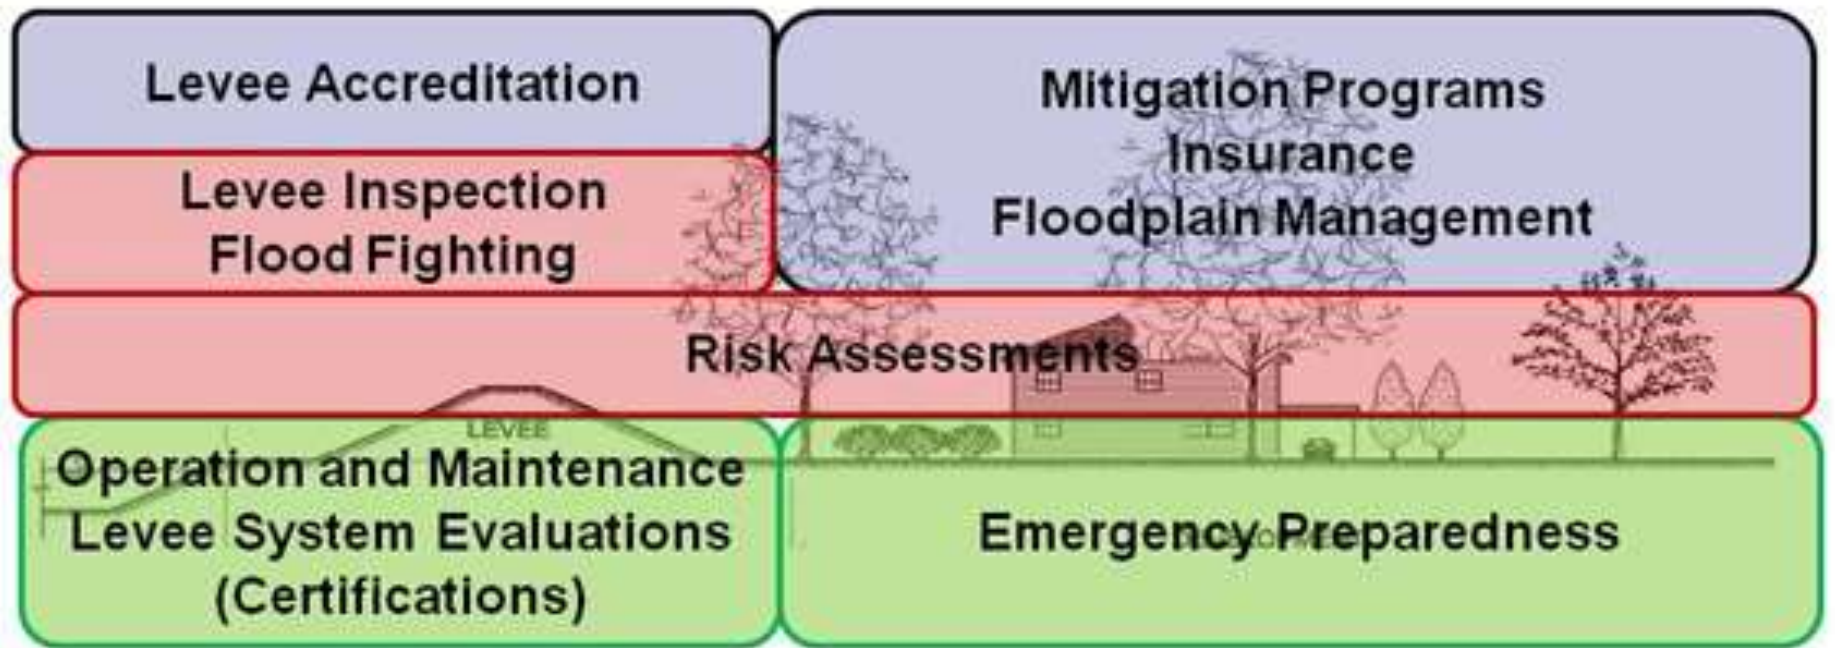 Levee Accreditation
Mitigation Programs
Insurance
Floodplain Management
Levee Inspection
Flood Fighting
Risk Assessments
LEVEE
Operation and Maintenance
Levee System Evaluations
(Certifications)
Emergency Preparedness